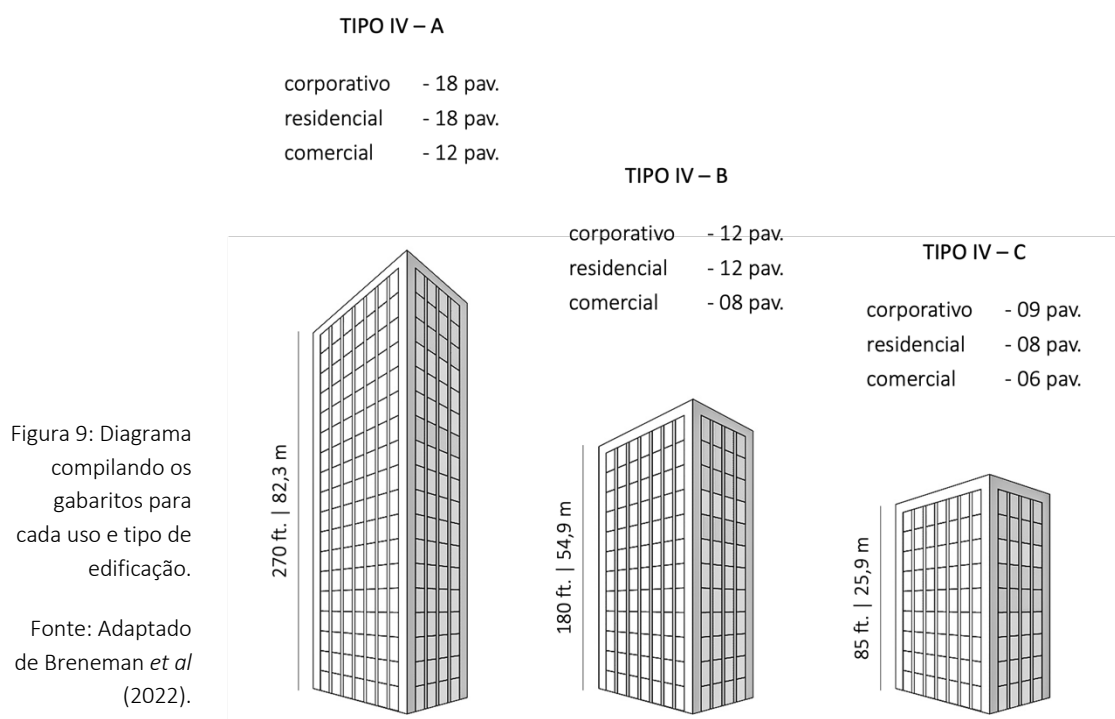 TIPO IV – A
corporativo - 18 pav.
residencial - 18 pav.
comercial - 12 pav.
TIPO IV – B
corporativo - 12 pav.
residencial - 12 pav.
comercial - 08 pav.
TIPO IV – C
corporativo - 09 pav.
residencial - 08 pav.
comercial - 06 pav.
270 ft. | 82,3 m
180 ft. | 54,9 m
85 ft. | 25,9 m
Figura 9: Diagrama
compilando os
gabaritos para
cada uso e tipo de
edificação.
Fonte: Adaptado
de Breneman et al
(2022).